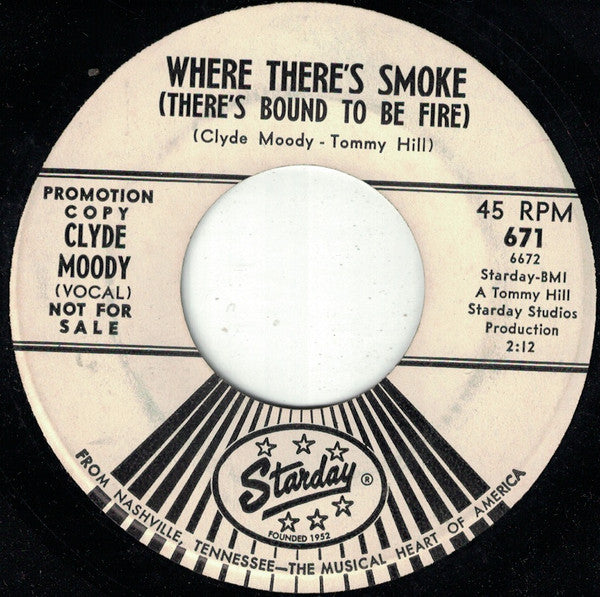 WHERE THERE'S SMOKE
(THERE'S BOUND TO BE FIRE)
(Clyde Moody - Tommy Hill)
PROMOTION
COPY
CLYDE
MOODY
(VOCAL)
NOT FOR
SALE
45 RPM
671
6672
Starday-BMI
A Tommy Hill
Starday Studios
Production
2:12
Starday ®
FOUNDED 1952
FROM NASHVILLE, TENNESSEE—THE MUSICAL HEART OF AMERICA